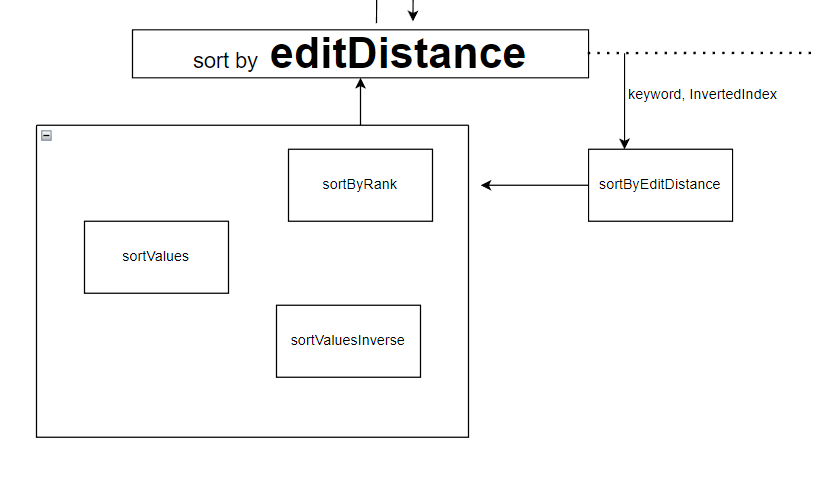 sort by editDistance
keyword, InvertedIndex
sortByRank
sortByEditDistance
sortValues
sortValuesInverse